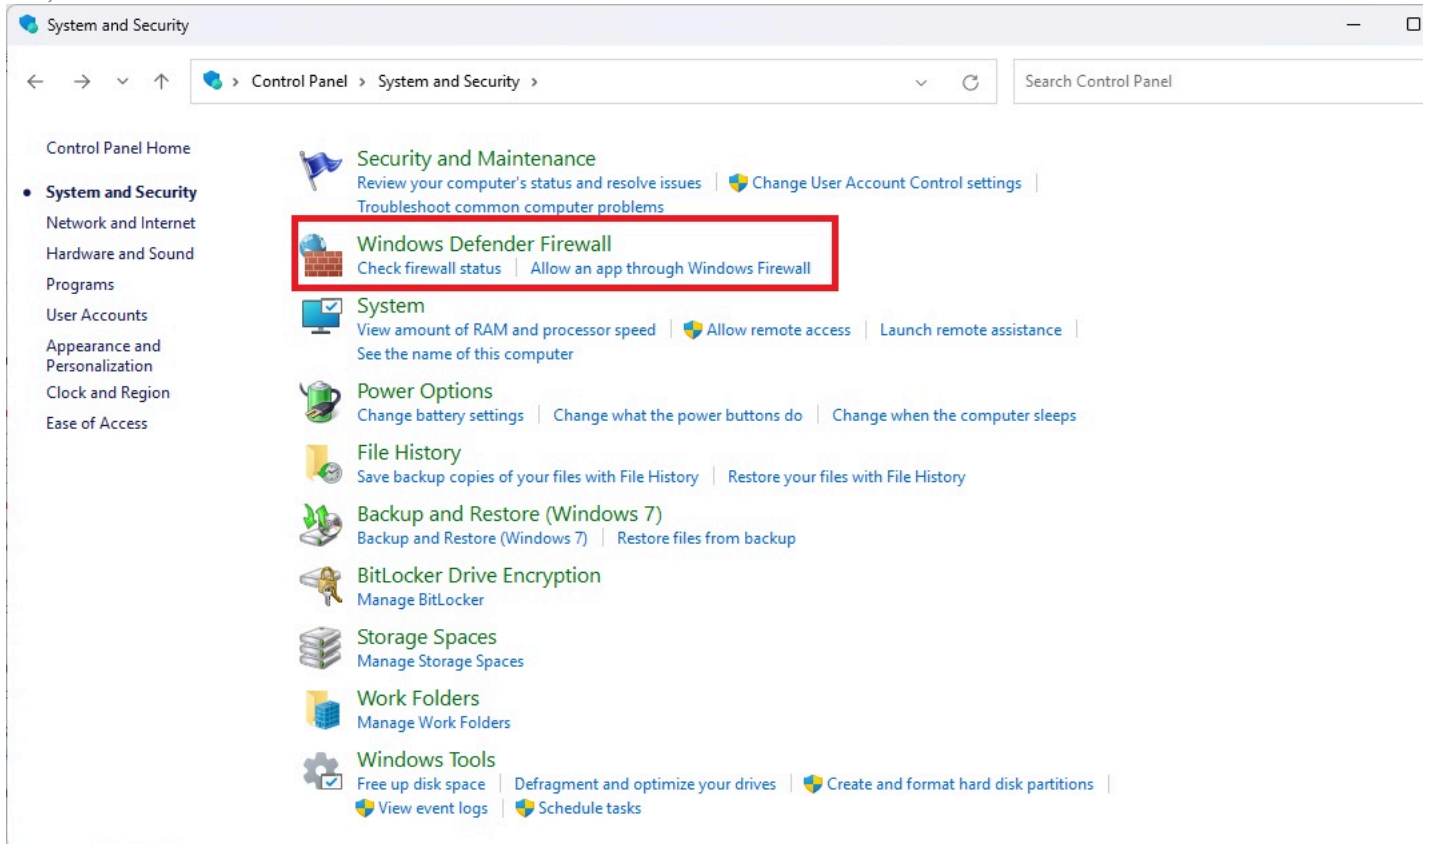 System and Security
Control Panel > System and Security >
Search Control Panel
Control Panel Home
System and Security
Network and Internet
Hardware and Sound
Programs
User Accounts
Appearance and
Personalization
Clock and Region
Ease of Access
Security and Maintenance
Review your computer's status and resolve issues | Change User Account Control settings |
Troubleshoot common computer problems
Windows Defender Firewall
Check firewall status | Allow an app through Windows Firewall
System
View amount of RAM and processor speed | Allow remote access | Launch remote assistance |
See the name of this computer
Power Options
Change battery settings | Change what the power buttons do | Change when the computer sleeps
File History
Save backup copies of your files with File History | Restore your files with File History
Backup and Restore (Windows 7)
Backup and Restore (Windows 7) | Restore files from backup
BitLocker Drive Encryption
Manage BitLocker
Storage Spaces
Manage Storage Spaces
Work Folders
Manage Work Folders
Windows Tools
Free up disk space | Defragment and optimize your drives | Create and format hard disk partitions |
View event logs | Schedule tasks